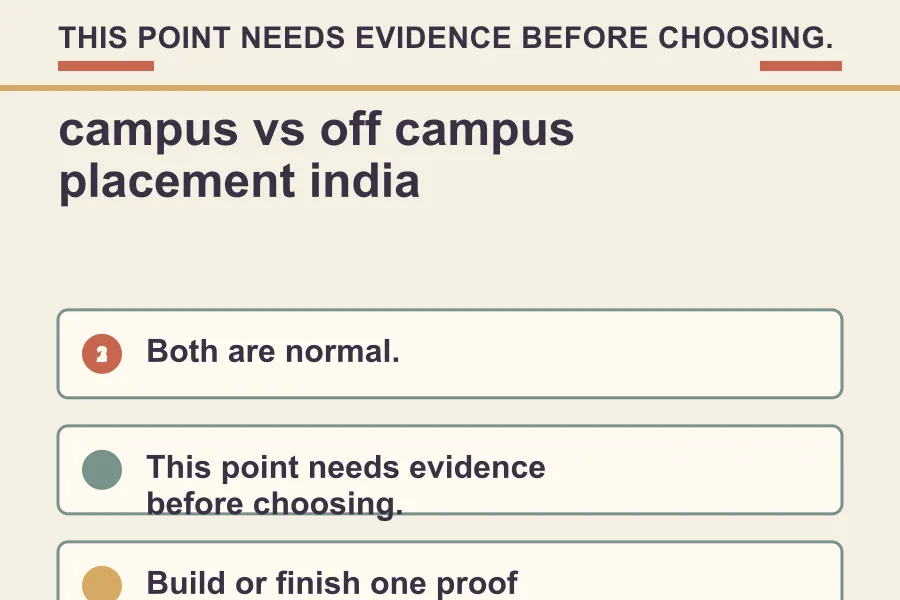 THIS POINT NEEDS EVIDENCE BEFORE CHOOSING.
campus vs off campus
placement india
Both are normal.
This point needs evidence
before choosing.
Build or finish one proof